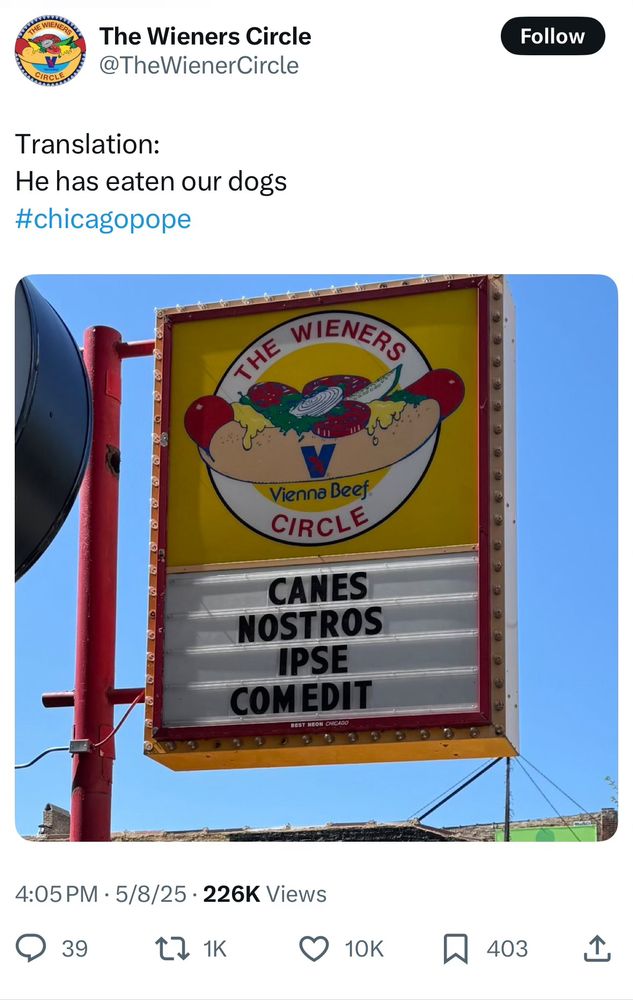 The Wieners Circle
@TheWienerCircle
Follow
Translation:
He has eaten our dogs
#chicagopope
THE WIENERS
V
Vienna Beef®
CIRCLE
CANES
NOSTROS
IPSE
COMEDIT
BEST NEON CHICAGO
4:05 PM · 5/8/25 · 226K Views
39
1K
10K
403